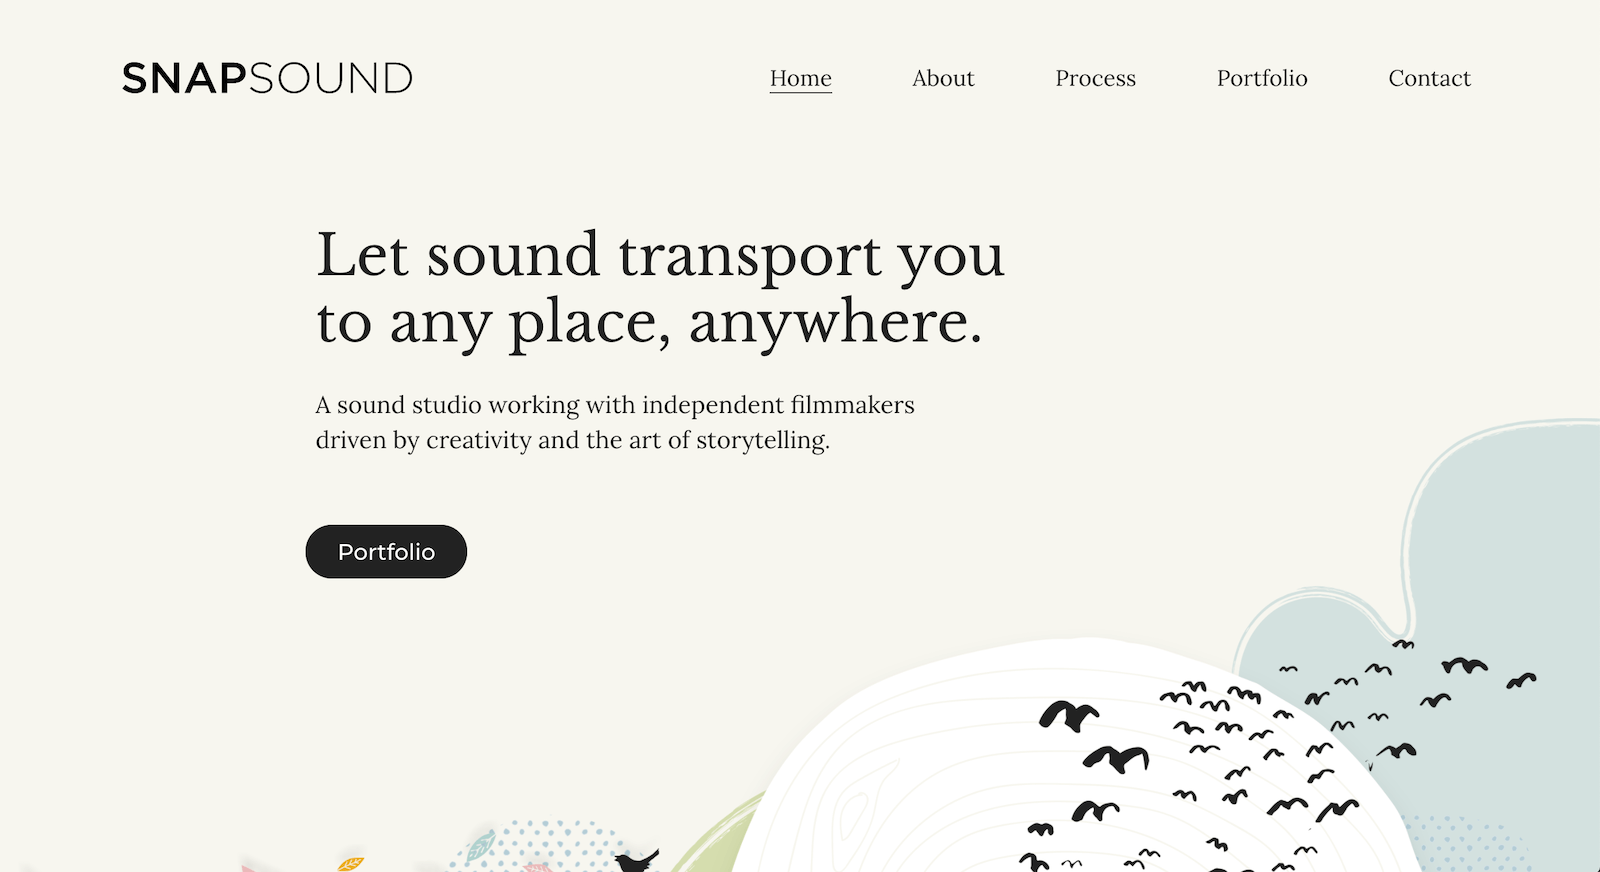 SNAPSOUND
Home About Process Portfolio Contact
Let sound transport you
to any place, anywhere.
A sound studio working with independent filmmakers
driven by creativity and the art of storytelling.
Portfolio